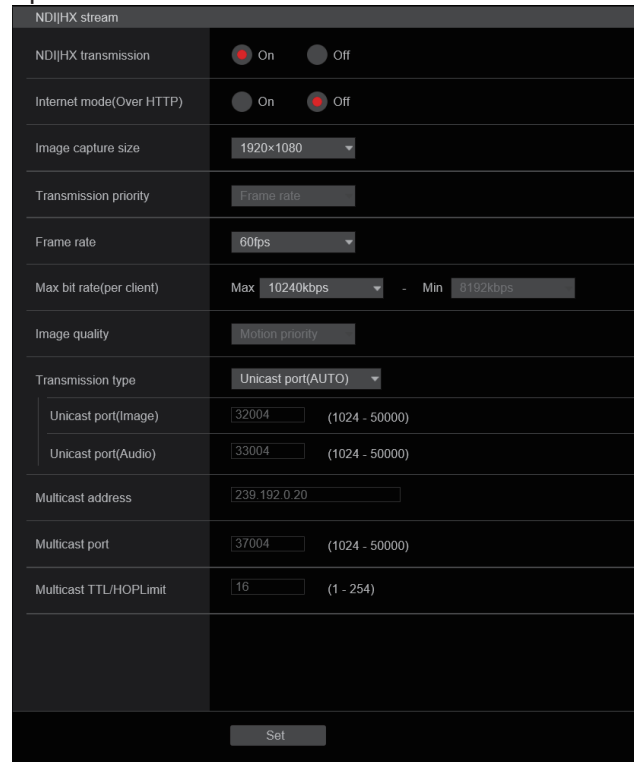 NDI|HX stream
NDI|HX transmission On Off
Internet mode(Over HTTP) On Off
Image capture size 1920×1080
Transmission priority Frame rate
Frame rate 60fps
Max bit rate(per client) Max 10240kbps - Min 8192kbps
Image quality Motion priority
Transmission type Unicast port(AUTO)
Unicast port(Image) 32004 (1024 - 50000)
Unicast port(Audio) 33004 (1024 - 50000)
Multicast address 239.192.0.20
Multicast port 37004 (1024 - 50000)
Multicast TTL/HOPLimit 16 (1 - 254)
Set